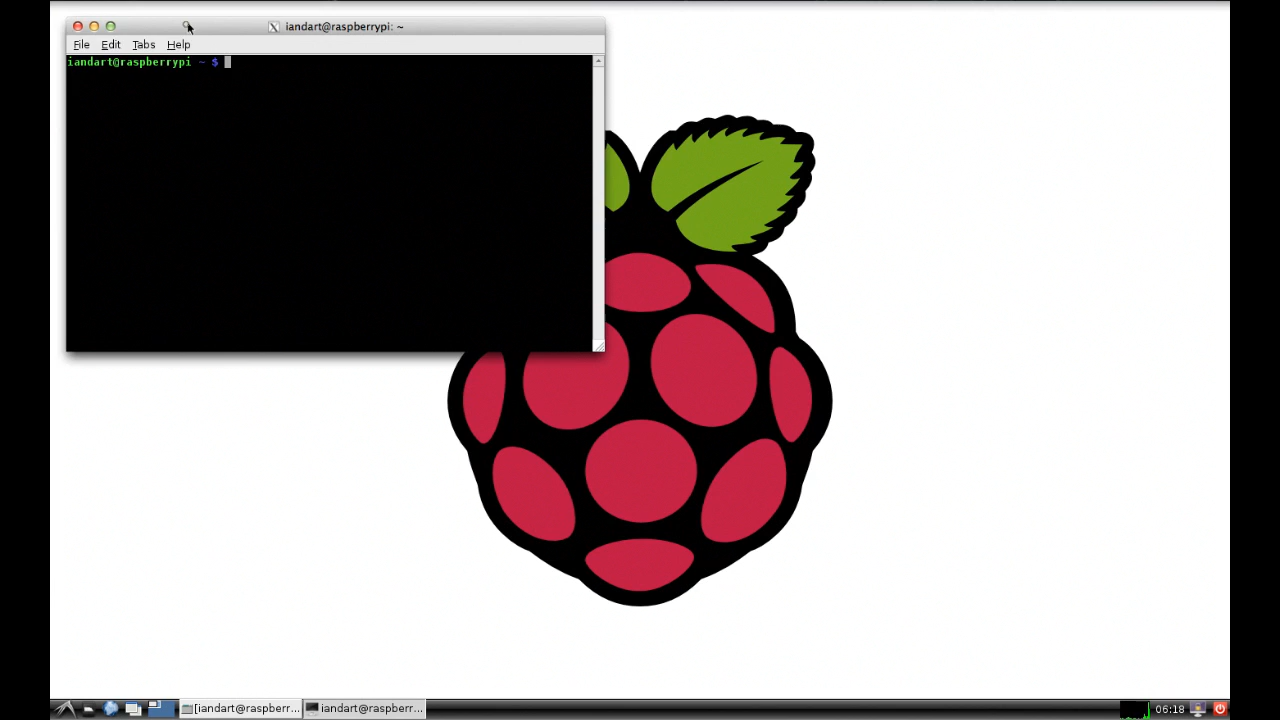 iandart@raspberrypi: ~
File Edit Tabs Help
iandart@raspberrypi ~ $
[iandart@raspberr... iandart@raspberr... 06:18